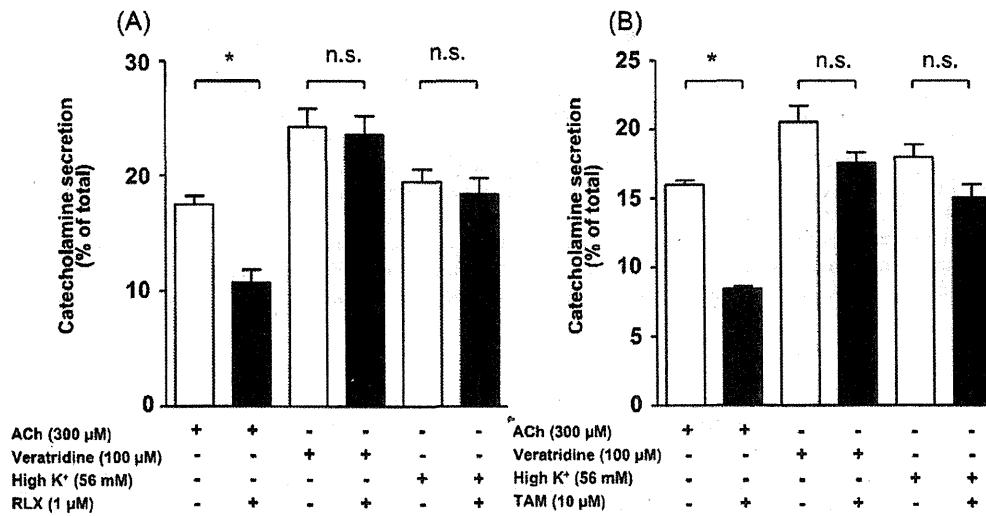 (A)
30
20
10
0
Catecholamine secretion
(% of total)
*
n.s.
n.s.
ACh (300 µM) + + - - - -
Veratridine (100 µM) - - + + - -
High K⁺ (56 mM) - - - - + +
RLX (1 µM) - + - + - +
(B)
25
20
15
10
5
0
Catecholamine secretion
(% of total)
*
n.s.
n.s.
ACh (300 µM) + + - - - -
Veratridine (100 µM) - - + + - -
High K⁺ (56 mM) - - - - + +
TAM (10 µM) - + - + - +